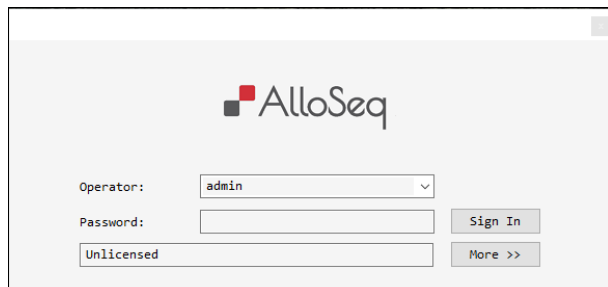 AlloSeq
Operator: admin
Password: Sign In
Unlicensed More >>